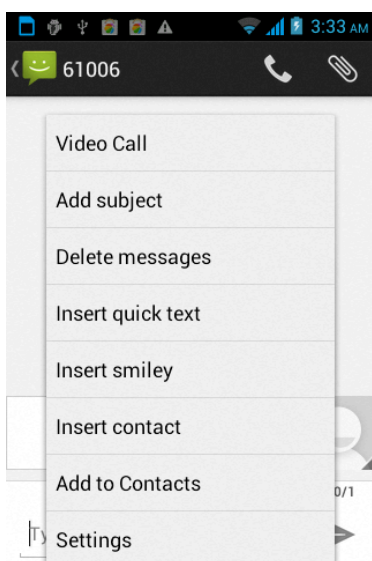 3:33 AM
61006
Video Call
Add subject
Delete messages
Insert quick text
Insert smiley
Insert contact
Add to Contacts
0/1
Ty
Settings